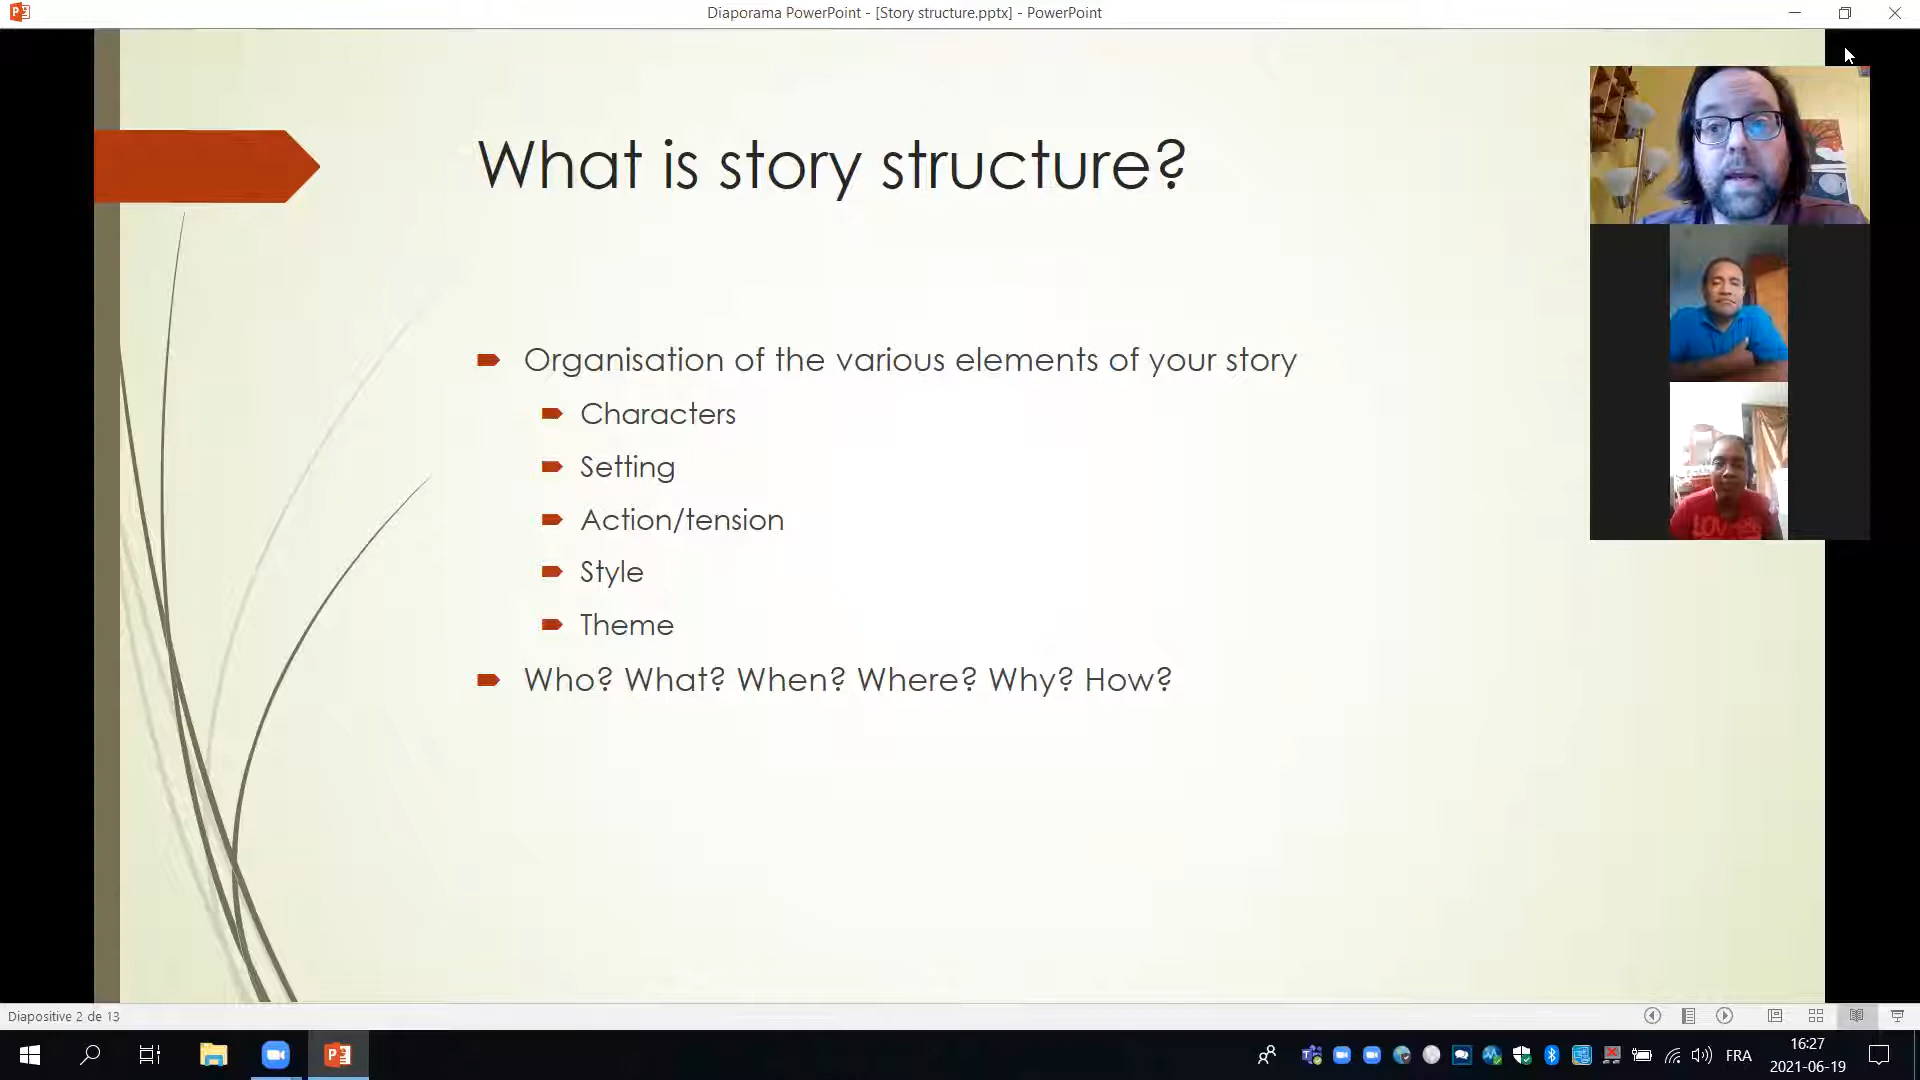 Diaporama PowerPoint - [Story structure.pptx] - PowerPoint
What is story structure?
Organisation of the various elements of your story
Characters
Setting
Action/tension
Style
Theme
Who? What? When? Where? Why? How?
LOV
Diapositive 2 de 13
FRA
16:27
2021-06-19